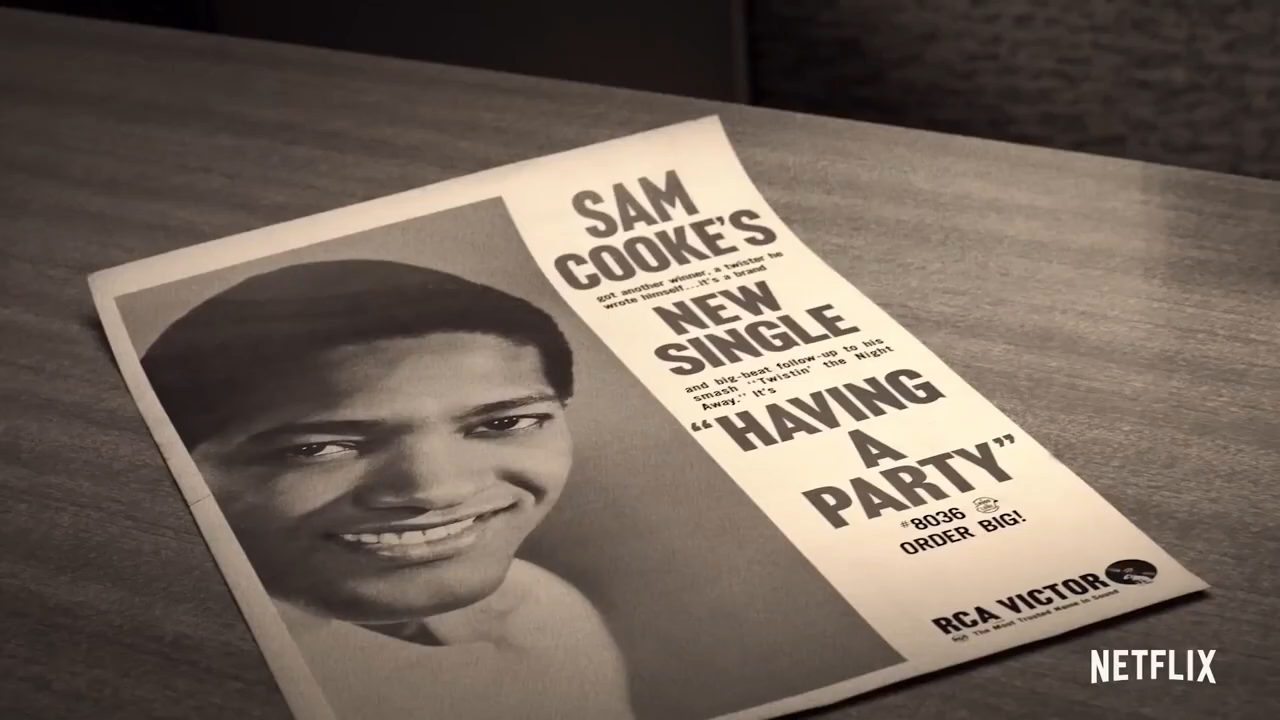 SAM
COOKE'S
got another winner, a twister he
wrote himself...it's a brand
NEW
SINGLE
and big-beat follow-up to his
smash "Twistin' the Night
Away." It's
"HAVING
A
PARTY"
#8036
ORDER BIG!
RCA VICTOR
The Most Trusted Name in Sound
NETFLIX